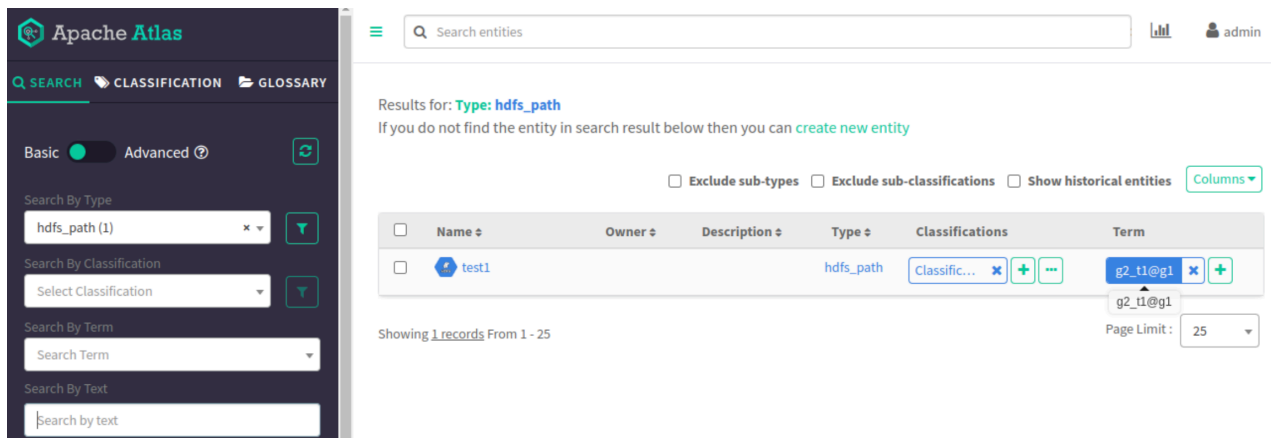 Apache Atlas
SEARCH CLASSIFICATION GLOSSARY
Basic Advanced
Search By Type
hdfs_path (1)
Search By Classification
Select Classification
Search By Term
Search Term
Search By Text
Search by text
Search entities
admin
Results for: Type: hdfs_path
If you do not find the entity in search result below then you can create new entity
Exclude sub-types Exclude sub-classifications Show historical entities Columns
Name Owner Description Type Classifications Term
test1 hdfs_path Classific... g2_t1@g1
g2_t1@g1
Showing 1 records From 1 - 25
Page Limit : 25